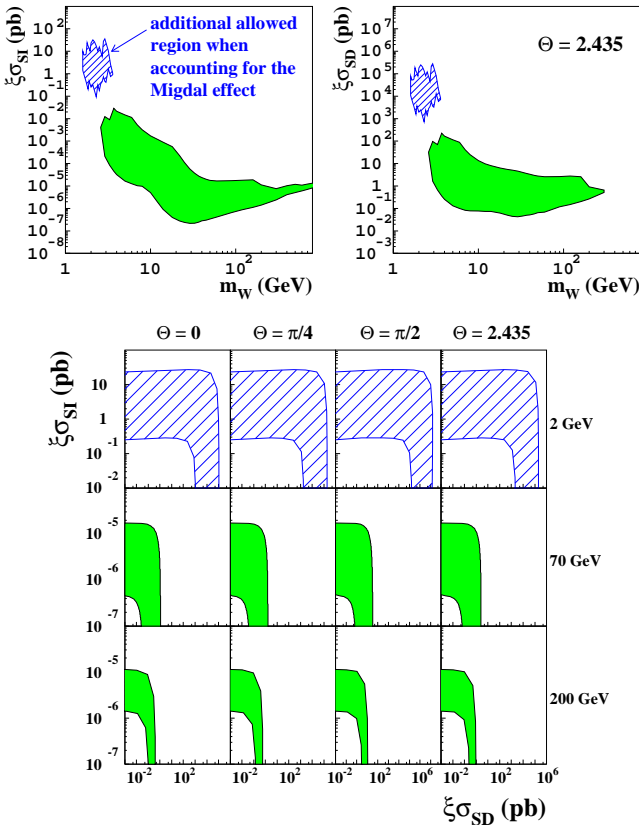 ξσ_SI (pb)
10^3
10^2
10
1
10^-1
10^-2
10^-3
10^-4
10^-5
10^-6
10^-7
10^-8
additional allowed
region when
accounting for the
Migdal effect
1 10 10^2
m_W (GeV)
ξσ_SD (pb)
10^8
10^7
10^6
10^5
10^4
10^3
10^2
10
1
10^-1
10^-2
10^-3
Θ = 2.435
1 10 10^2
m_W (GeV)
Θ = 0 Θ = π/4 Θ = π/2 Θ = 2.435
ξσ_SI (pb)
10
1
10^-1
10^-2
2 GeV
10^-5
10^-6
10^-7
70 GeV
10^-5
10^-6
10^-7
200 GeV
10^-2 10^2 10^-2 10^2 10^6 10^-2 10^2 10^6 10^-2 10^2 10^6
ξσ_SD (pb)